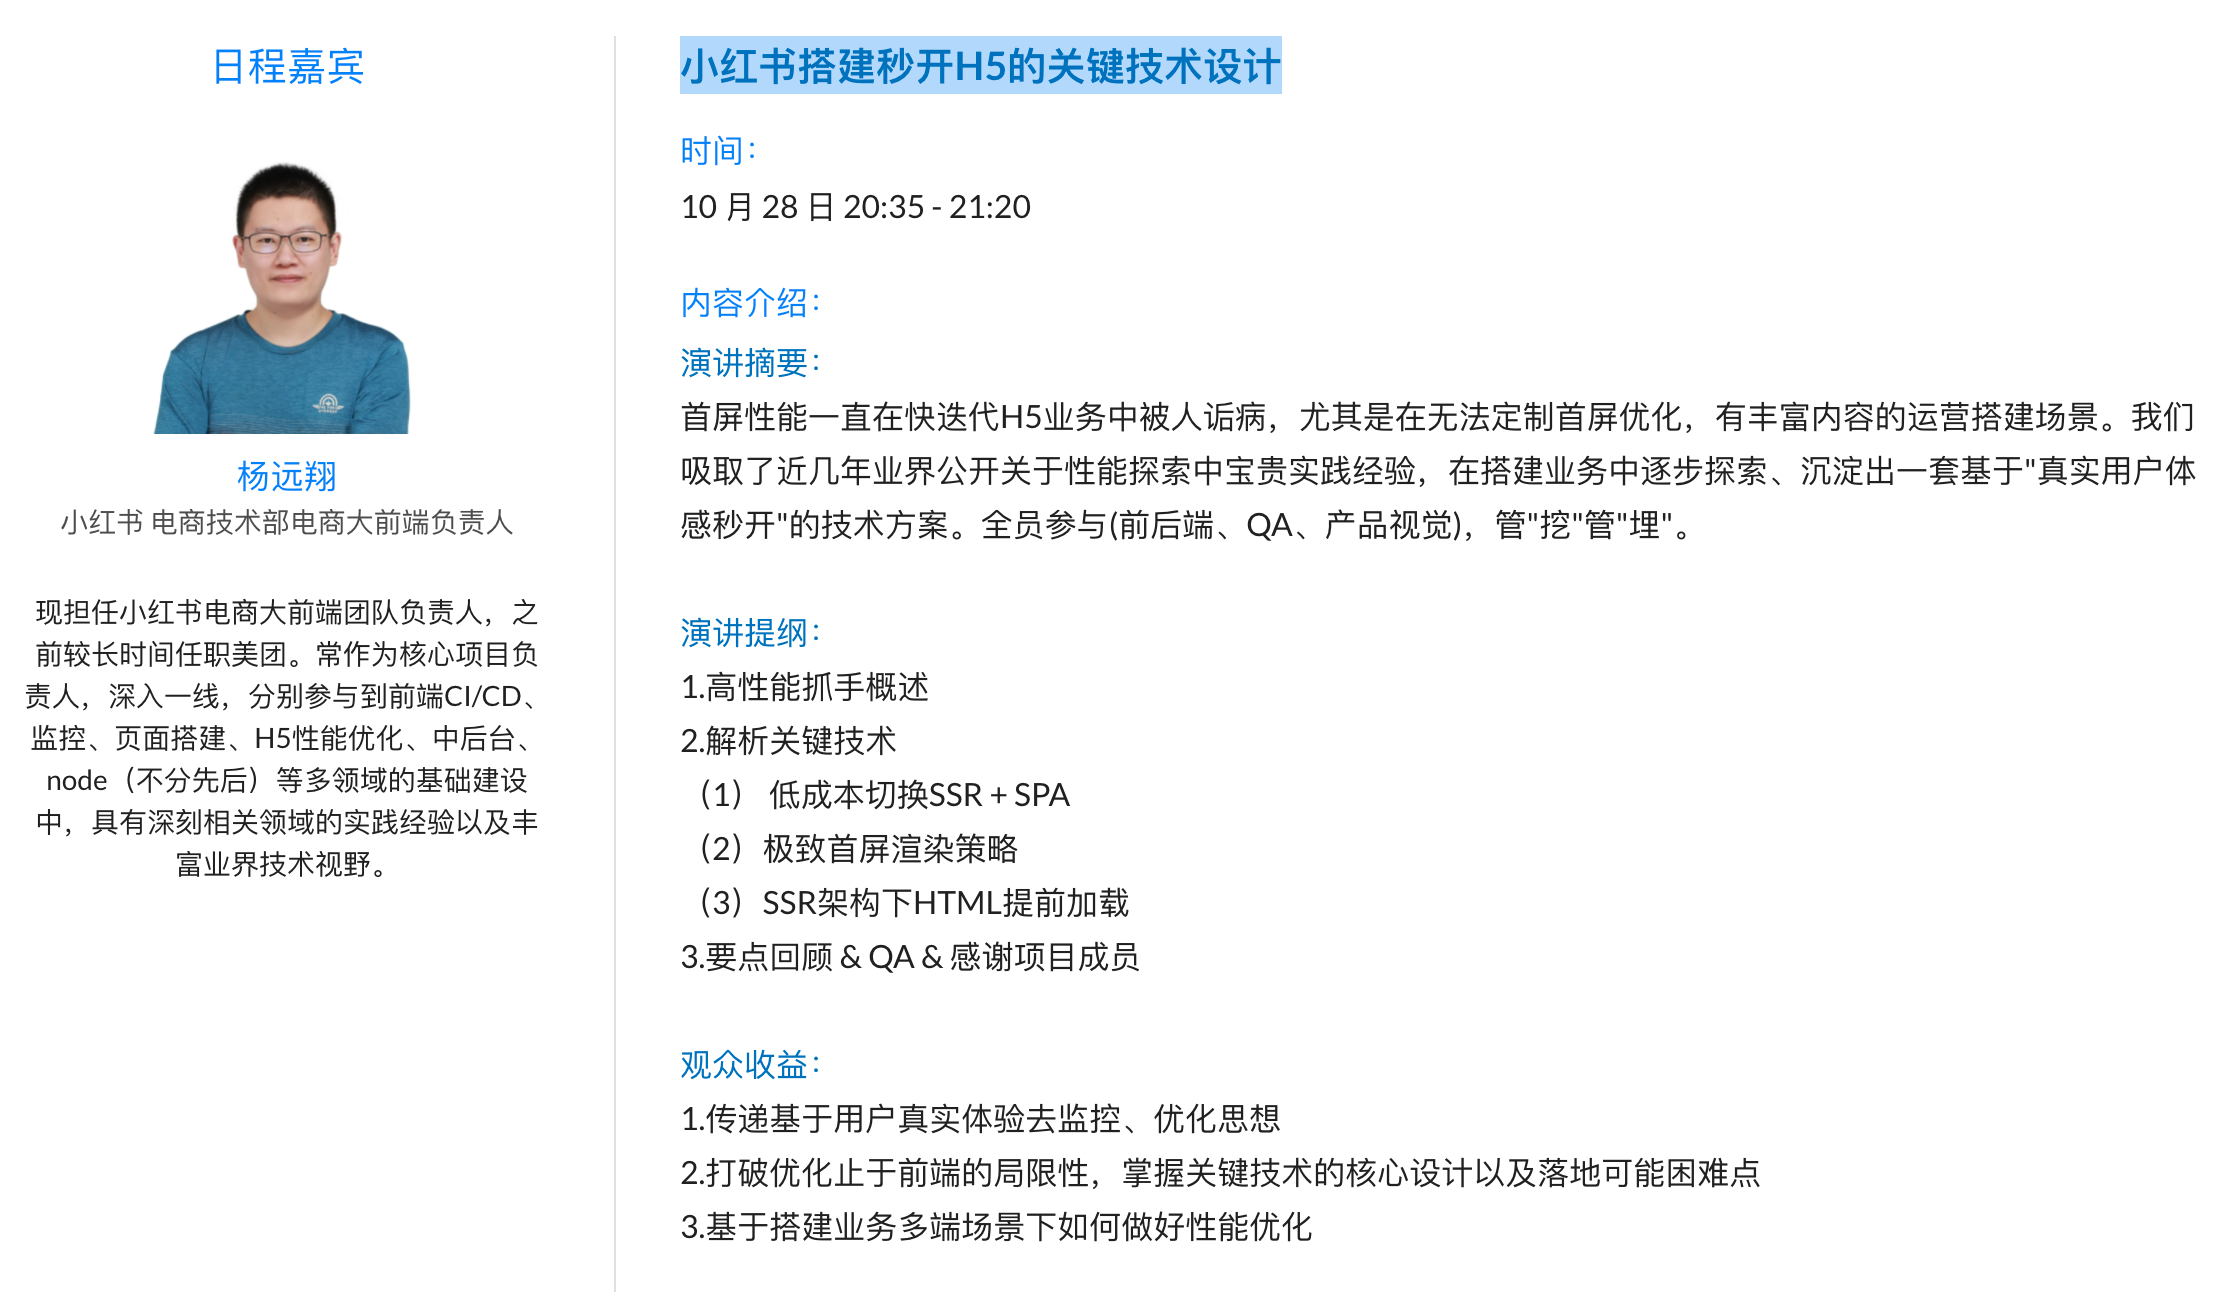 日程嘉宾
杨远翔
小红书 电商技术部电商大前端负责人
现担任小红书电商大前端团队负责人，之
前较长时间任职美团。常作为核心项目负
责人，深入一线，分别参与到前端CI/CD、
监控、页面搭建、H5性能优化、中后台、
node（不分先后）等多领域的基础建设
中，具有深刻相关领域的实践经验以及丰
富业界技术视野。
小红书搭建秒开H5的关键技术设计
时间：
10 月 28 日 20:35 - 21:20
内容介绍：
演讲摘要：
首屏性能一直在快迭代H5业务中被人诟病，尤其是在无法定制首屏优化，有丰富内容的运营搭建场景。我们
吸取了近几年业界公开关于性能探索中宝贵实践经验，在搭建业务中逐步探索、沉淀出一套基于"真实用户体
感秒开"的技术方案。全员参与(前后端、QA、产品视觉)，管"挖"管"埋"。
演讲提纲：
1.高性能抓手概述
2.解析关键技术
（1） 低成本切换SSR + SPA
（2）极致首屏渲染策略
（3）SSR架构下HTML提前加载
3.要点回顾 & QA & 感谢项目成员
观众收益：
1.传递基于用户真实体验去监控、优化思想
2.打破优化止于前端的局限性，掌握关键技术的核心设计以及落地可能困难点
3.基于搭建业务多端场景下如何做好性能优化